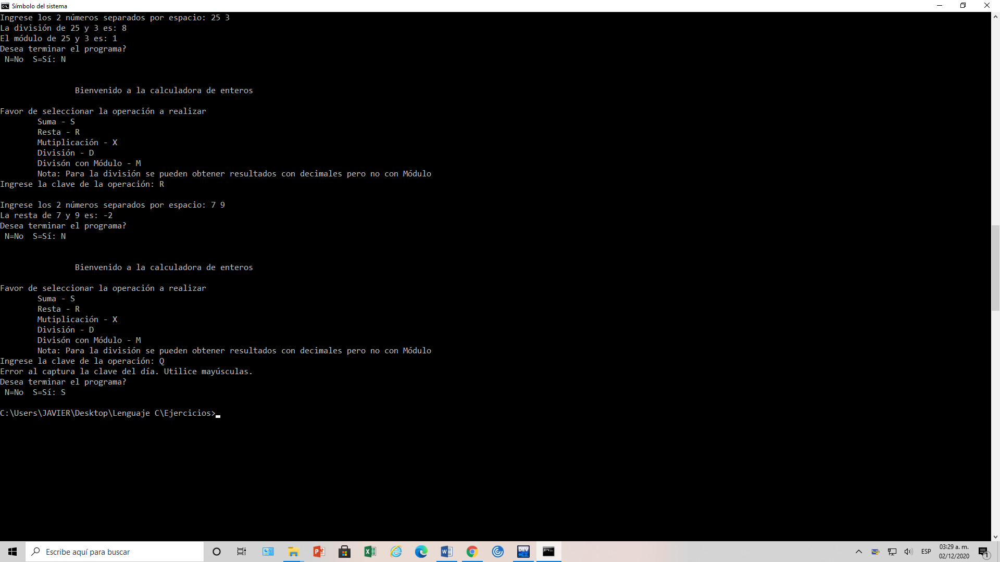 Símbolo del sistema
Ingrese los 2 números separados por espacio: 25 3
La división de 25 y 3 es: 8
El módulo de 25 y 3 es: 1
Desea terminar el programa?
N=No  S=Sí: N
Bienvenido a la calculadora de enteros
Favor de seleccionar la operación a realizar
Suma - S
Resta - R
Mutiplicación - X
División - D
Divisón con Módulo - M
Nota: Para la división se pueden obtener resultados con decimales pero no con Módulo
Ingrese la clave de la operación: R
Ingrese los 2 números separados por espacio: 7 9
La resta de 7 y 9 es: -2
Desea terminar el programa?
N=No  S=Sí: N
Bienvenido a la calculadora de enteros
Favor de seleccionar la operación a realizar
Suma - S
Resta - R
Mutiplicación - X
División - D
Divisón con Módulo - M
Nota: Para la división se pueden obtener resultados con decimales pero no con Módulo
Ingrese la clave de la operación: Q
Error al captura la clave del día. Utilice mayúsculas.
Desea terminar el programa?
N=No  S=Sí: S
C:\Users\JAVIER\Desktop\Lenguaje C\Ejercicios>
Escribe aquí para buscar
DEV
ESP
03:29 a. m.
02/12/2020
1